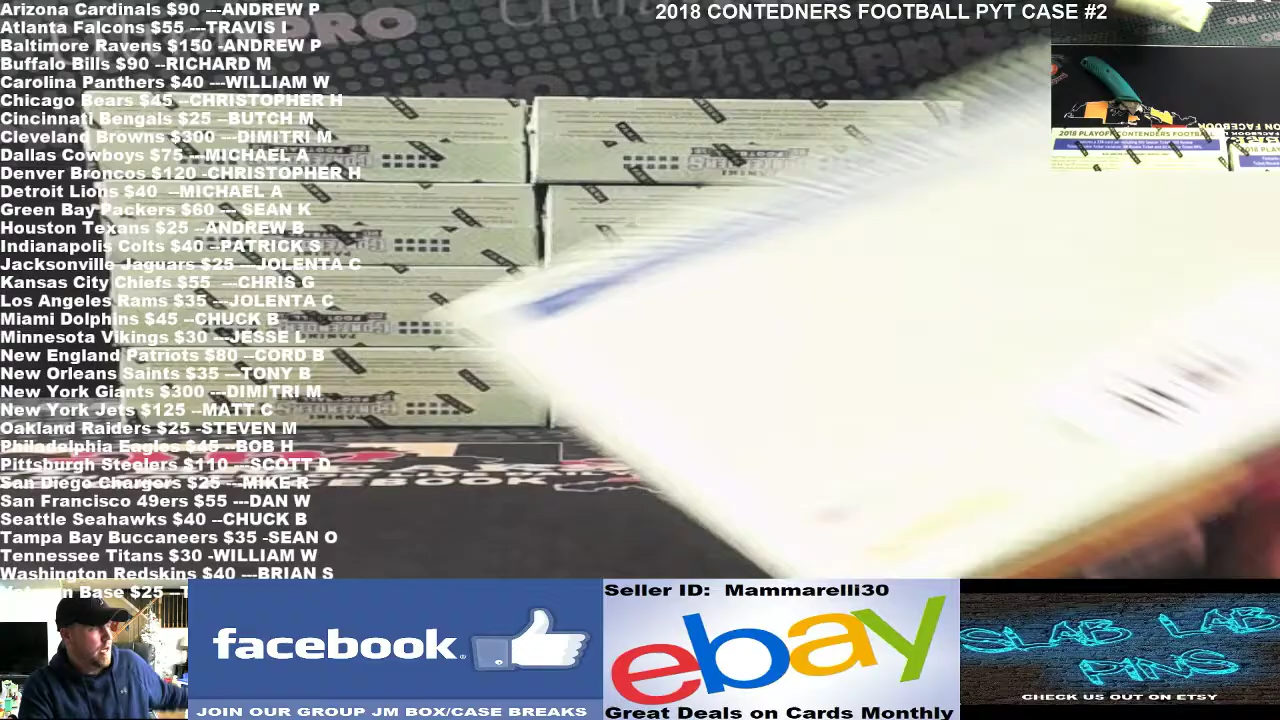 Arizona Cardinals $90 ---ANDREW P
Atlanta Falcons $55 ---TRAVIS I
Baltimore Ravens $150 -ANDREW P
Buffalo Bills $90 --RICHARD M
Carolina Panthers $40 ---WILLIAM W
Chicago Bears $45 --CHRISTOPHER H
Cincinnati Bengals $25 --BUTCH M
Cleveland Browns $300 ---DIMITRI M
Dallas Cowboys $75 ---MICHAEL A
Denver Broncos $120 -CHRISTOPHER H
Detroit Lions $40 --MICHAEL A
Green Bay Packers $60 --- SEAN K
Houston Texans $25 --ANDREW B
Indianapolis Colts $40 --PATRICK S
Jacksonville Jaguars $25 ---JOLENTA C
Kansas City Chiefs $55 ---CHRIS G
Los Angeles Rams $35 ---JOLENTA C
Miami Dolphins $45 --CHUCK B
Minnesota Vikings $30 ---JESSE L
New England Patriots $80 --CORD B
New Orleans Saints $35 ---TONY B
New York Giants $300 ---DIMITRI M
New York Jets $125 --MATT C
Oakland Raiders $25 -STEVEN M
Philadelphia Eagles $45 --BOB H
Pittsburgh Steelers $110 ---SCOTT D
San Diego Chargers $25 ---MIKE R
San Francisco 49ers $55 ---DAN W
Seattle Seahawks $40 --CHUCK B
Tampa Bay Buccaneers $35 -SEAN O
Tennessee Titans $30 -WILLIAM W
Washington Redskins $40 ---BRIAN S
Base $25 --T
2018 CONTEDNERS FOOTBALL PYT CASE #2
PRO
2018 PLAYOFF CONTENDERS FOOTBALL
facebook
JOIN OUR GROUP JM BOX/CASE BREAKS
Seller ID: Mammarelli30
ebay
Great Deals on Cards Monthly
SLAB LAB
PINS
CHECK US OUT ON ETSY